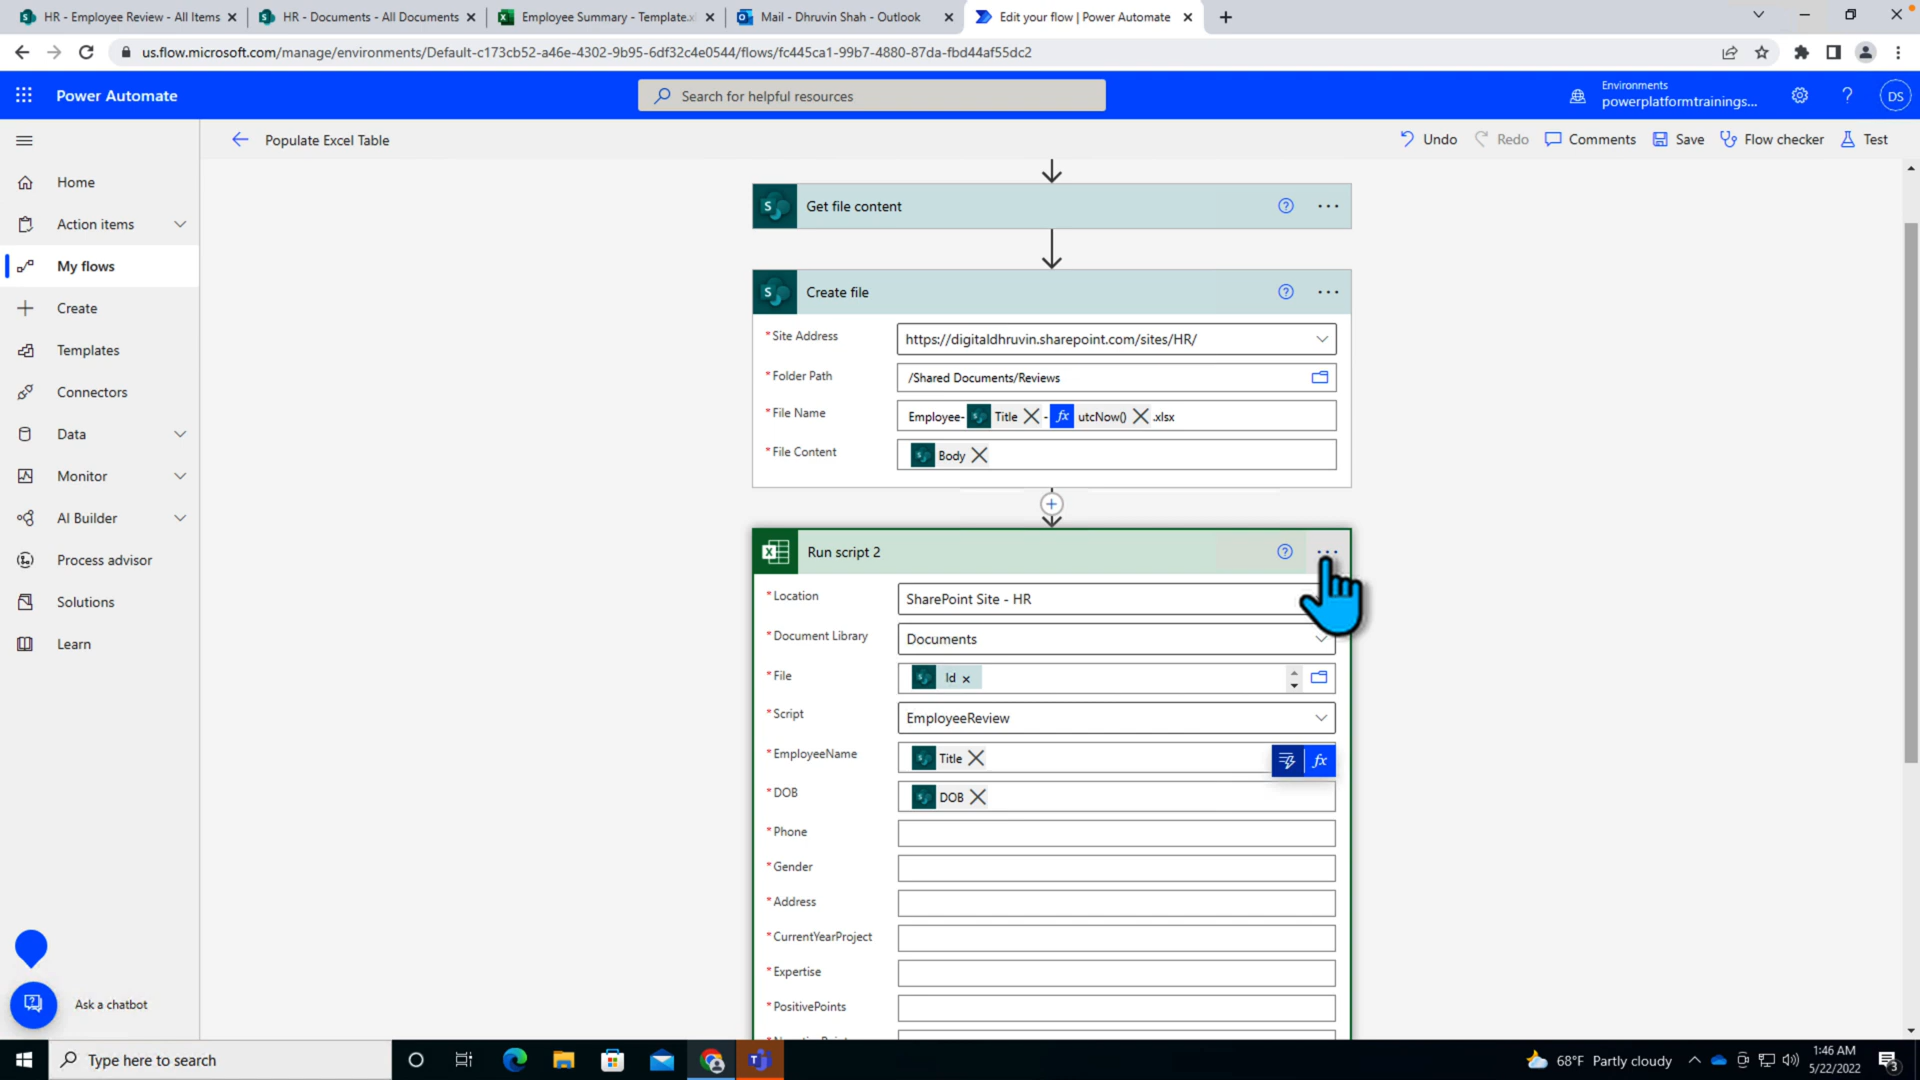 HR - Employee Review - All Items
HR - Documents - All Documents
Employee Summary - Template.x
Mail - Dhruvin Shah - Outlook
Edit your flow | Power Automate
us.flow.microsoft.com/manage/environments/Default-c173cb52-a46e-4302-9b95-6df32c4e0544/flows/fc445ca1-99b7-4880-87da-fbd44af55dc2
Power Automate
Search for helpful resources
Environments
powerplatformtrainings...
DS
Populate Excel Table
Undo
Redo
Comments
Save
Flow checker
Test
Home
Action items
My flows
Create
Templates
Connectors
Data
Monitor
AI Builder
Process advisor
Solutions
Learn
Ask a chatbot
Get file content
Create file
* Site Address
https://digitaldhruvin.sharepoint.com/sites/HR/
* Folder Path
/Shared Documents/Reviews
* File Name
Employee- Title - fx utcNow() .xlsx
* File Content
Body
Run script 2
* Location
SharePoint Site - HR
* Document Library
Documents
* File
Id
* Script
EmployeeReview
* EmployeeName
Title
fx
* DOB
DOB
* Phone
* Gender
* Address
* CurrentYearProject
* Expertise
* PositivePoints
Type here to search
68°F Partly cloudy
1:46 AM
5/22/2022
3